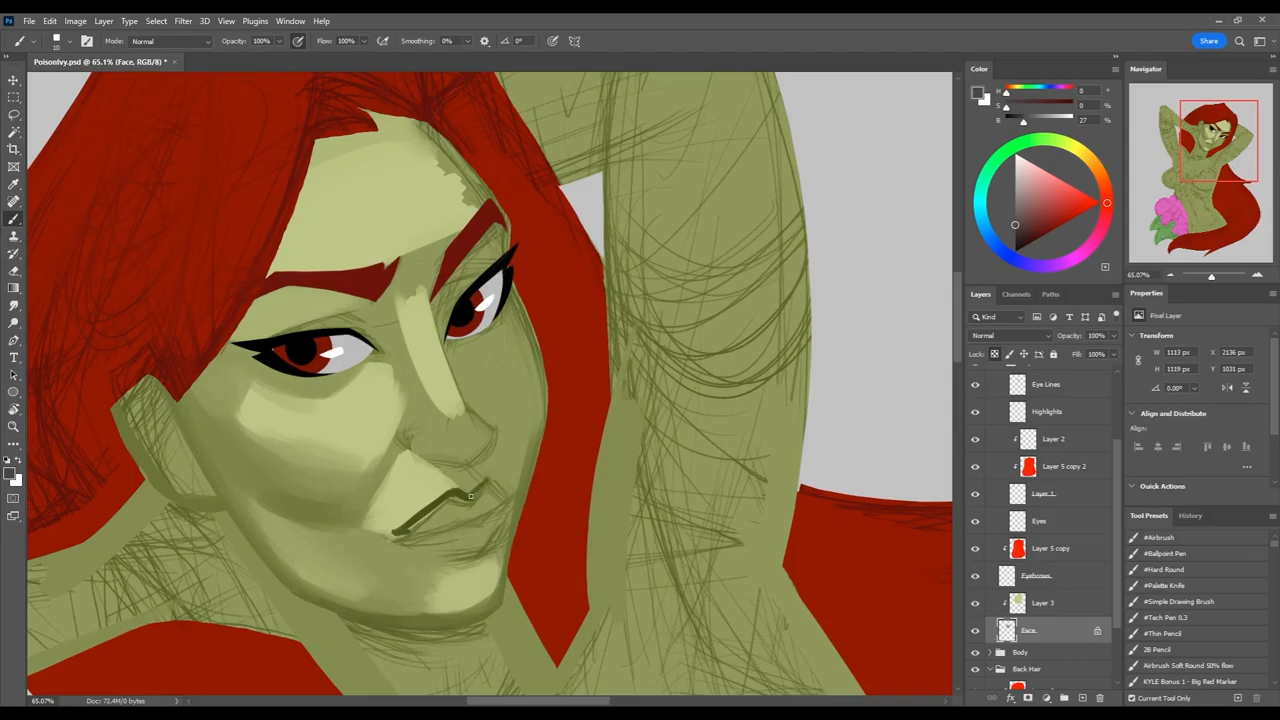 Ps File Edit Image Layer Type Select Filter 3D View Plugins Window Help
10 Mode: Normal Opacity: 100% Flow: 100% Smoothing: 0% 0° Share
PoisonIvy.psd @ 65.1% (Face, RGB/8) *
Color
H 0 °
S 0 %
B 27 %
Navigator
65.07%
Layers Channels Paths
Kind
Normal Opacity: 100%
Lock: Fill: 100%
Eye Lines
Highlights
Layer 2
Layer 5 copy 2
Layer 1
Eyes
Layer 5 copy
Eyebrows
Layer 3
Face
Body
Back Hair
Properties
Pixel Layer
Transform
W 1113 px X 2136 px
H 1119 px Y 1031 px
0.00°
Align and Distribute
Align:
Quick Actions
Tool Presets History
#Airbrush
#Ballpoint Pen
#Hard Round
#Palette Knife
#Simple Drawing Brush
#Tech Pen 0.3
#Thin Pencil
2B Pencil
Airbrush Soft Round 50% flow
KYLE Bonus 1 - Big Red Marker
Current Tool Only
65.07% Doc: 72.4M/0 bytes